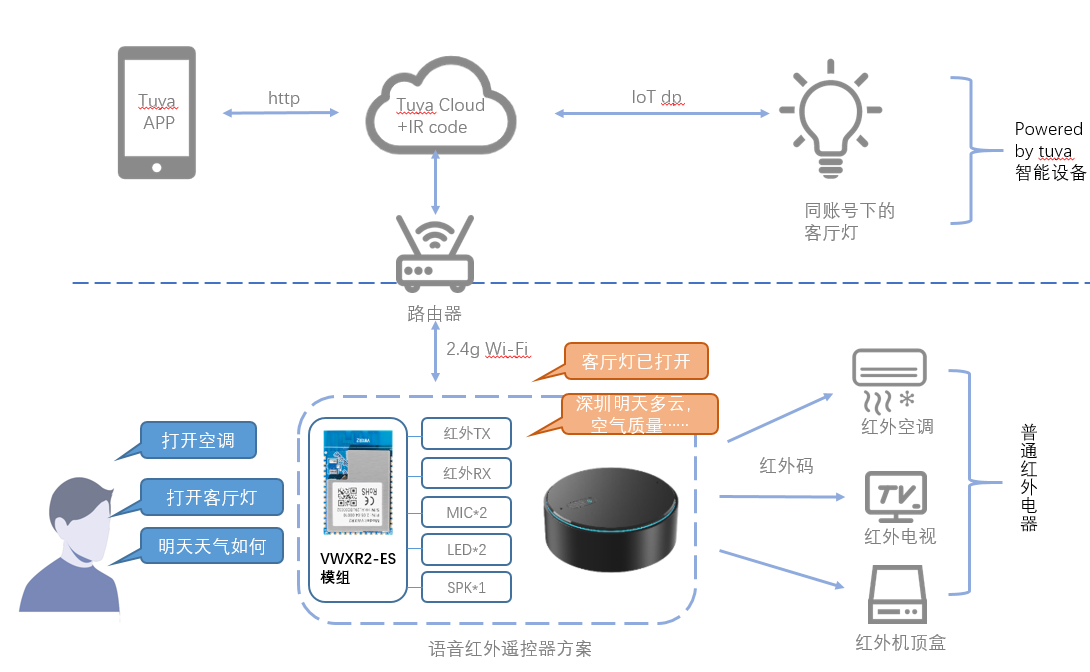 Tuya
APP
http
Tuya Cloud
+IR code
IoT dp
同账号下的
客厅灯
Powered
by tuya
智能设备
路由器
2.4g Wi-Fi
客厅灯已打开
深圳明天多云，
空气质量……
打开空调
打开客厅灯
明天天气如何
VWXR2-ES
模组
红外TX
红外RX
MIC*2
LED*2
SPK*1
语音红外遥控器方案
红外码
红外空调
TV
红外电视
红外机顶盒
普通红外电器